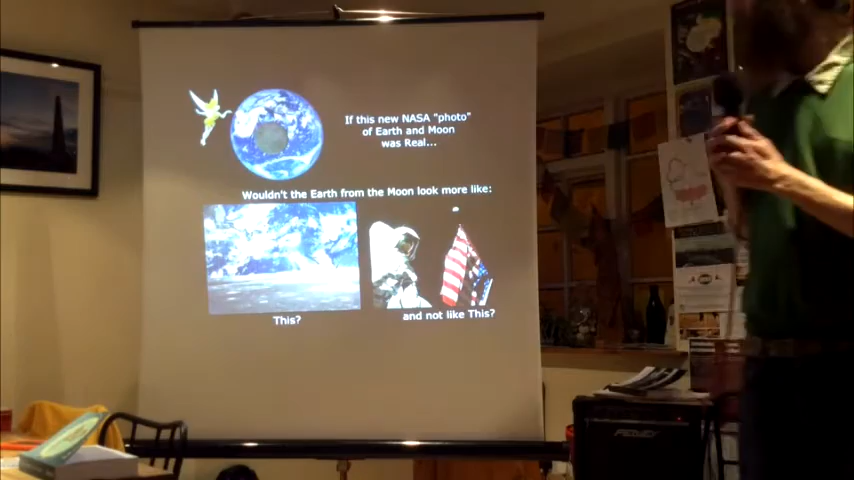 If this new NASA "photo"
of Earth and Moon
was Real...
Wouldn't the Earth from the Moon look more like:
This?
and not like This?
PEAVEY